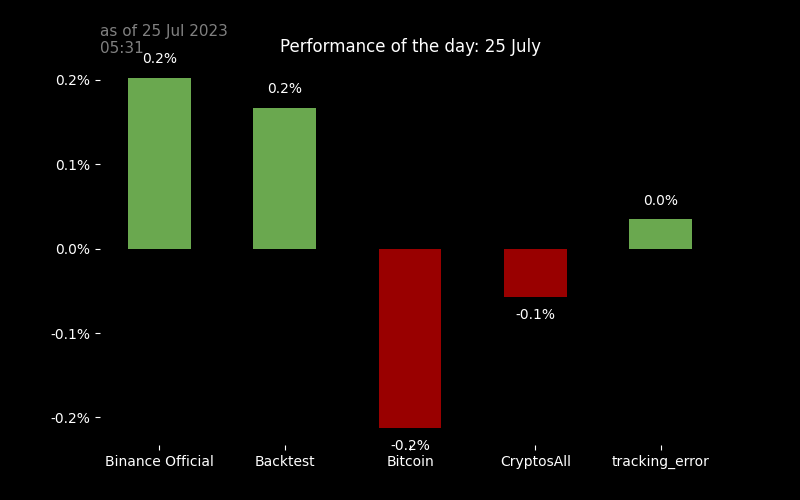 as of 25 Jul 2023
05:31
Performance of the day: 25 July
0.2%
0.2%
0.2%
0.1%
0.0%
0.0%
-0.1%
-0.1%
-0.2%
-0.2%
Binance Official
Backtest
Bitcoin
CryptosAll
tracking_error